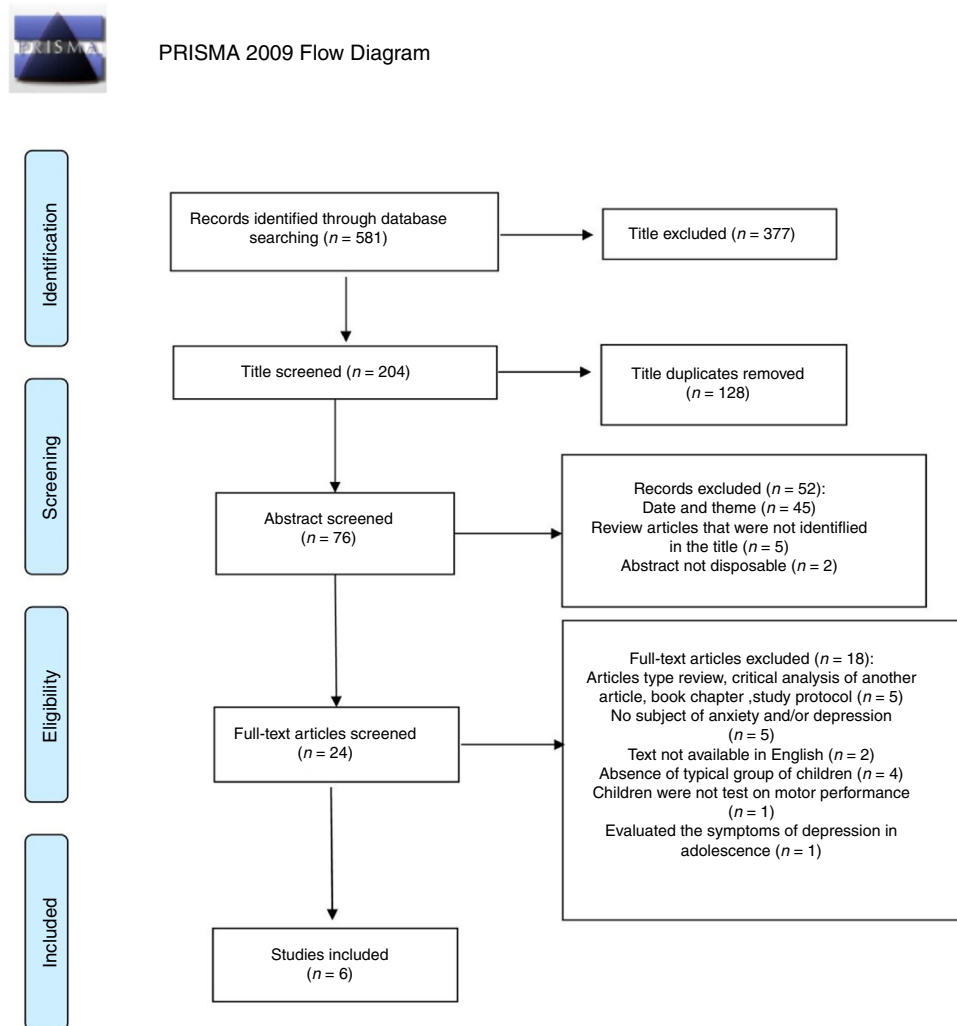 PRISMA
PRISMA 2009 Flow Diagram
Identification
Records identified through database
searching (n = 581)
Title excluded (n = 377)
Title screened (n = 204)
Title duplicates removed
(n = 128)
Screening
Abstract screened
(n = 76)
Records excluded (n = 52):
Date and theme (n = 45)
Review articles that were not identiflied
in the title (n = 5)
Abstract not disposable (n = 2)
Eligibility
Full-text articles screened
(n = 24)
Full-text articles excluded (n = 18):
Articles type review, critical analysis of another
article, book chapter ,study protocol (n = 5)
No subject of anxiety and/or depression
(n = 5)
Text not available in English (n = 2)
Absence of typical group of children (n = 4)
Children were not test on motor performance
(n = 1)
Evaluated the symptoms of depression in
adolescence (n = 1)
Included
Studies included
(n = 6)